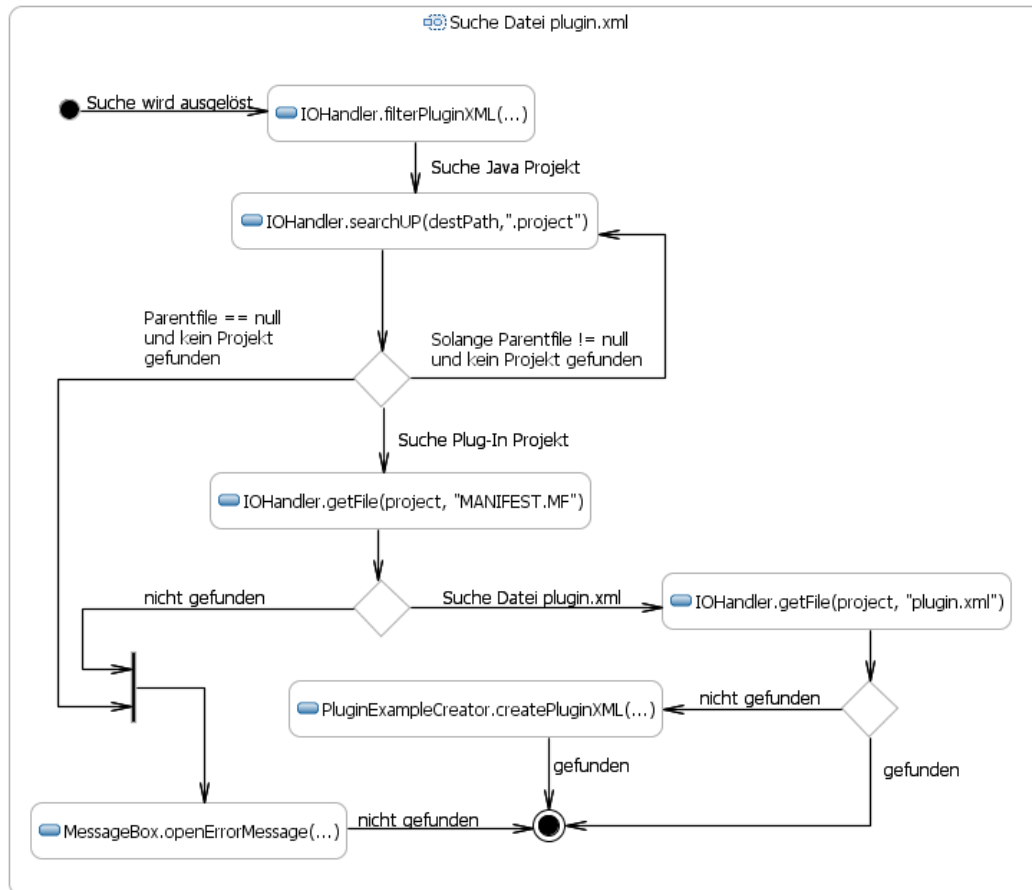 Suche Datei plugin.xml
Suche wird ausgelöst
IOHandler.filterPluginXML(...)
Suche Java Projekt
IOHandler.searchUP(destPath,".project")
Parentfile == null
und kein Projekt
gefunden
Solange Parentfile != null
und kein Projekt gefunden
Suche Plug-In Projekt
IOHandler.getFile(project, "MANIFEST.MF")
nicht gefunden
Suche Datei plugin.xml
IOHandler.getFile(project, "plugin.xml")
PluginExampleCreator.createPluginXML(...)
nicht gefunden
gefunden
gefunden
MessageBox.openErrorMessage(...)
nicht gefunden